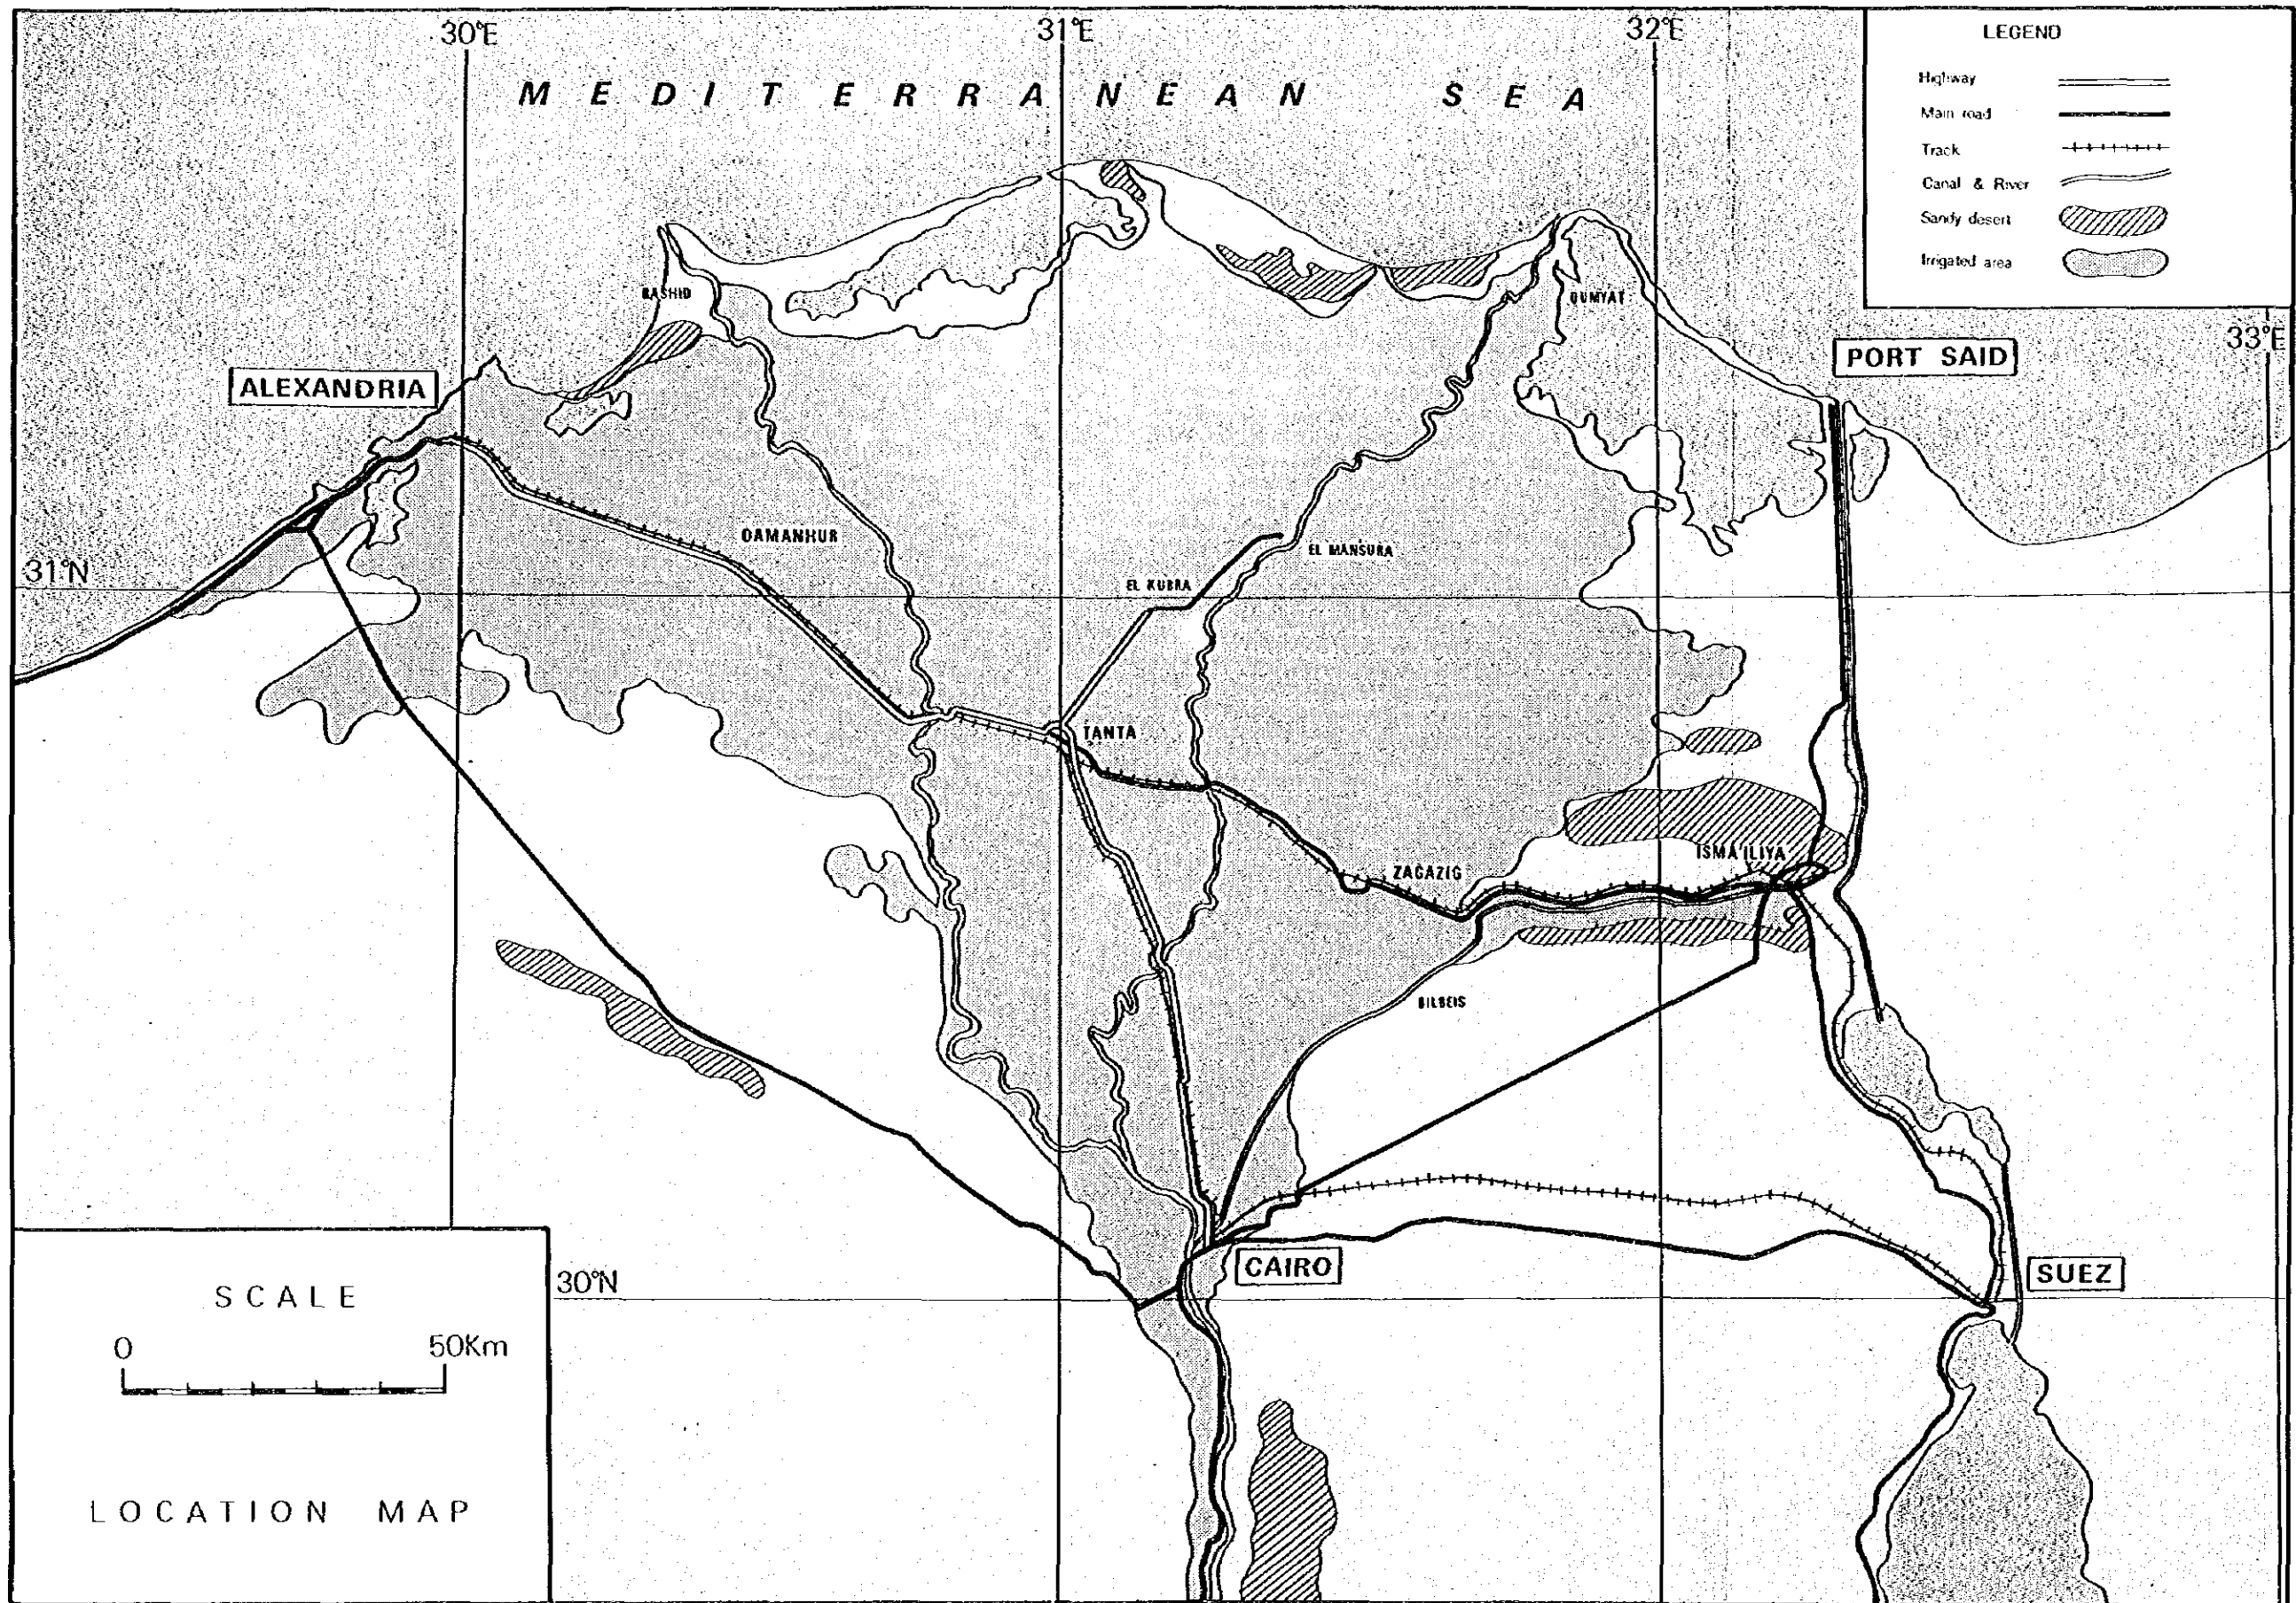 30°E
31°E
32°E
MEDITERRANEAN SEA
LEGEND
Highway
Main road
Track
Canal & River
Sandy desert
Irrigated area
33°E
RASHID
DUMYAT
PORT SAID
ALEXANDRIA
DAMANHUR
EL MANSURA
31°N
EL KUBRA
TANTA
ZAGAZIG
ISMA'ILIYA
BILBEIS
CAIRO
SUEZ
30°N
SCALE
0 50Km
LOCATION MAP